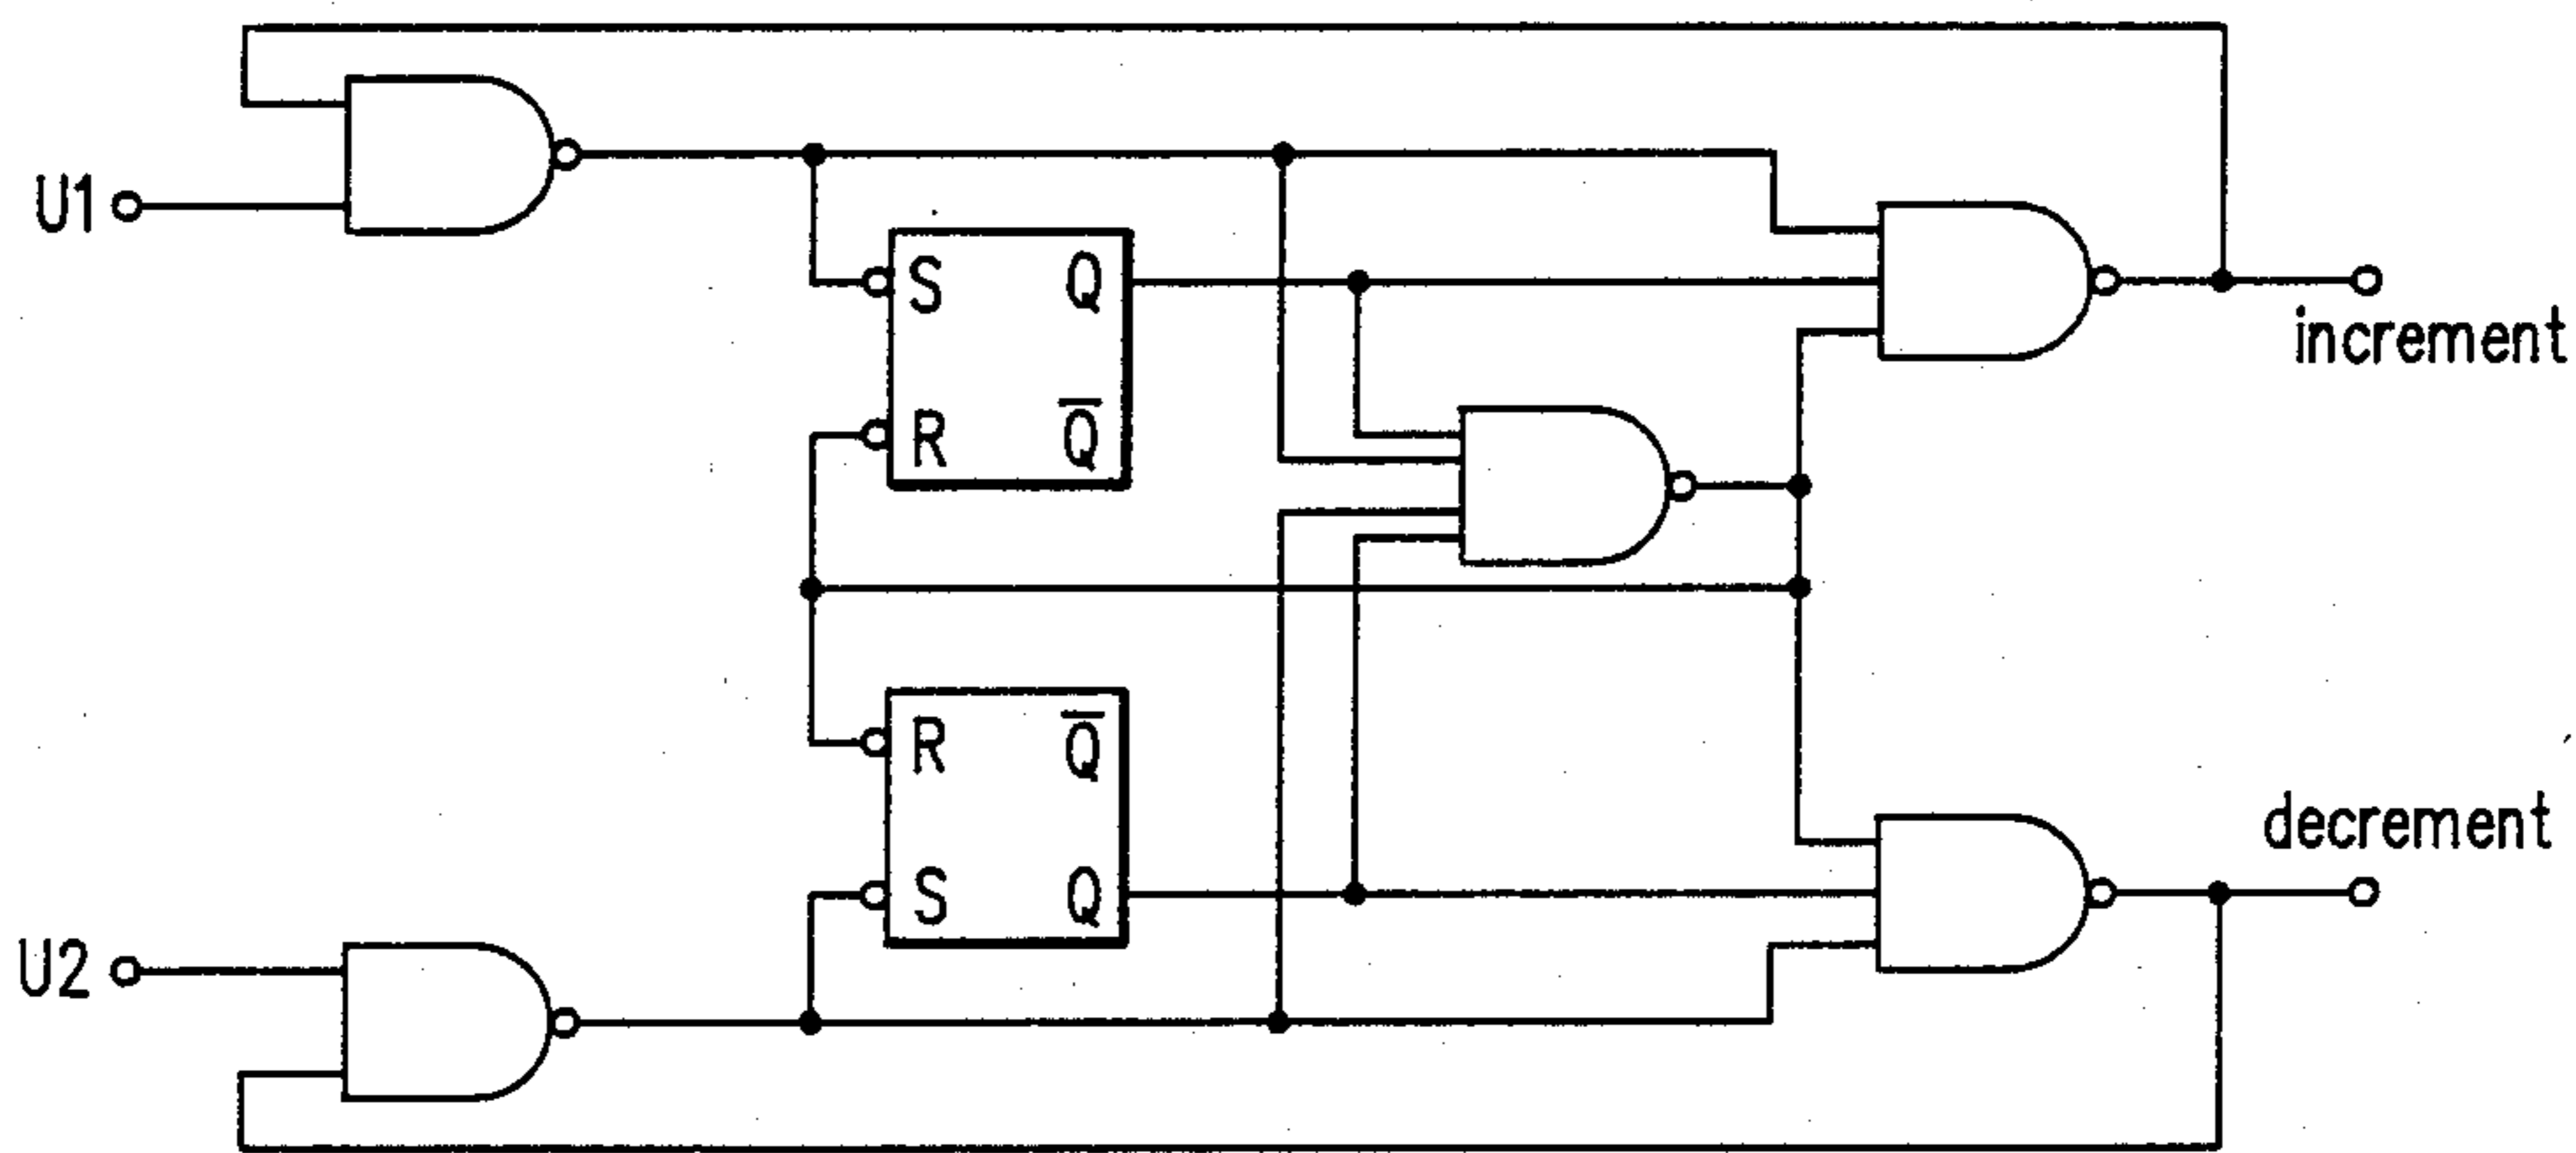 U1
S Q
R Q̅
increment
R Q̅
S Q
decrement
U2